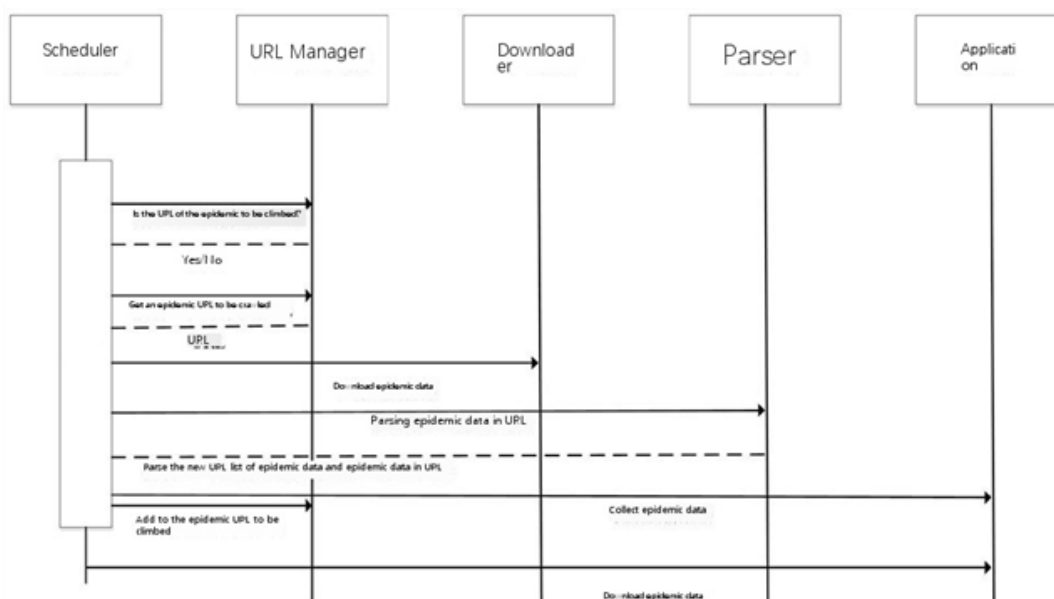 Scheduler
URL Manager
Download
er
Parser
Applicati
on
Is the UPL of the epidemic to be climbed?
Yes/No
Get an epidemic UPL to be
UPL
Download epidemic data
Parsing epidemic data in UPL
Parse the new UPL list of epidemic data and epidemic data in UPL
Collect epidemic data
Add to the epidemic UPL to be
climbed
Download epidemic data